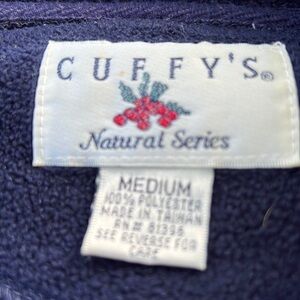 CUFFY'S®
Natural Series
MEDIUM
100% POLYESTER
MADE IN TAIWAN
RN# 81396
SEE REVERSE FOR
CARE